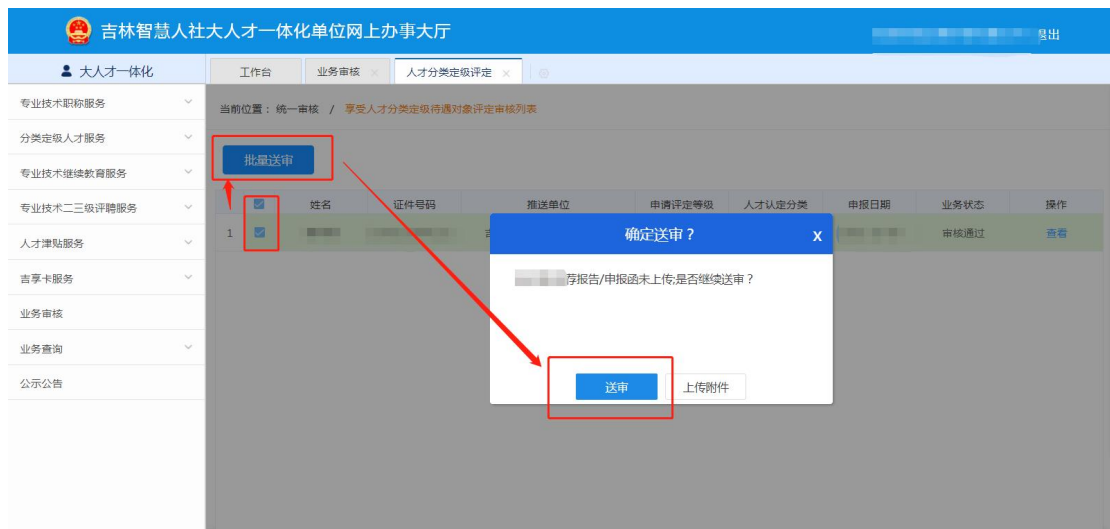 吉林智慧人社大人才一体化单位网上办事大厅
退出
大人才一体化
工作台 业务审核 人才分类定级评定
专业技术职称服务
分类定级人才服务
专业技术继续教育服务
专业技术二三级评聘服务
人才津贴服务
吉享卡服务
业务审核
业务查询
公示公告
当前位置：统一审核 / 享受人才分类定级待遇对象评定审核列表
批量送审
姓名 证件号码 推送单位 申请评定等级 人才认定分类 申报日期 业务状态 操作
1 审核通过 查看
确定送审？ x
荐报告/申报函未上传;是否继续送审？
送审 上传附件